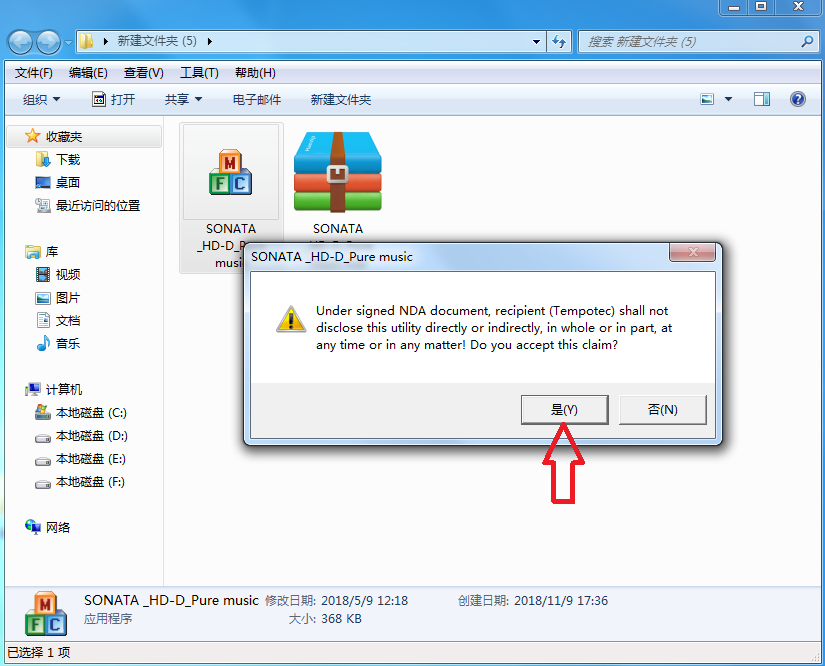 新建文件夹 (5)
搜索 新建文件夹 (5)
文件(F) 编辑(E) 查看(V) 工具(T) 帮助(H)
组织 打开 共享 电子邮件 新建文件夹
收藏夹
下载
桌面
最近访问的位置
库
视频
图片
文档
音乐
计算机
本地磁盘 (C:)
本地磁盘 (D:)
本地磁盘 (E:)
本地磁盘 (F:)
网络
M
F C
SONATA
_HD-D_P
musi
SONATA
SONATA _HD-D_Pure music
Under signed NDA document, recipient (Tempotec) shall not
disclose this utility directly or indirectly, in whole or in part, at
any time or in any matter! Do you accept this claim?
是(Y) 否(N)
M
F C
SONATA _HD-D_Pure music 修改日期: 2018/5/9 12:18 创建日期: 2018/11/9 17:36
应用程序 大小: 368 KB
已选择 1 项